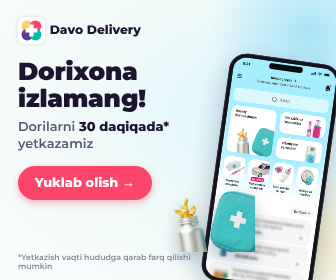 Davo Delivery
Dorixona
izlamang!
Dorilarni 30 daqiqada*
yetkazamiz
Yuklab olish →
*Yetkazish vaqti hududga qarab farq qilishi
mumkin